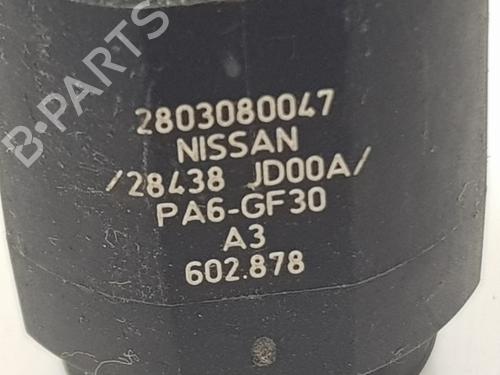 B-PARTS
2803080047
NISSAN
/28438 JD00A/
PA6-GF30
A3
602.878